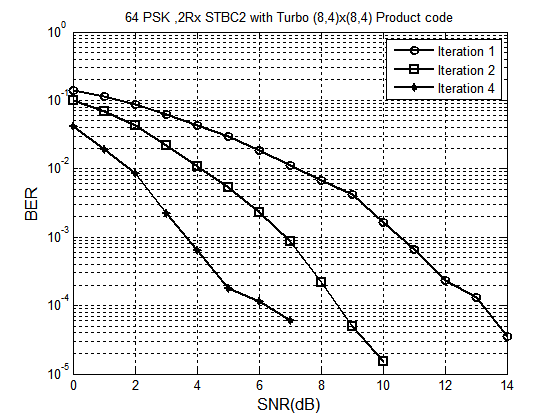 64 PSK ,2Rx STBC2 with Turbo (8,4)x(8,4) Product code
Iteration 1
Iteration 2
Iteration 4
BER
10^0
10^-1
10^-2
10^-3
10^-4
10^-5
0 2 4 6 8 10 12 14
SNR(dB)